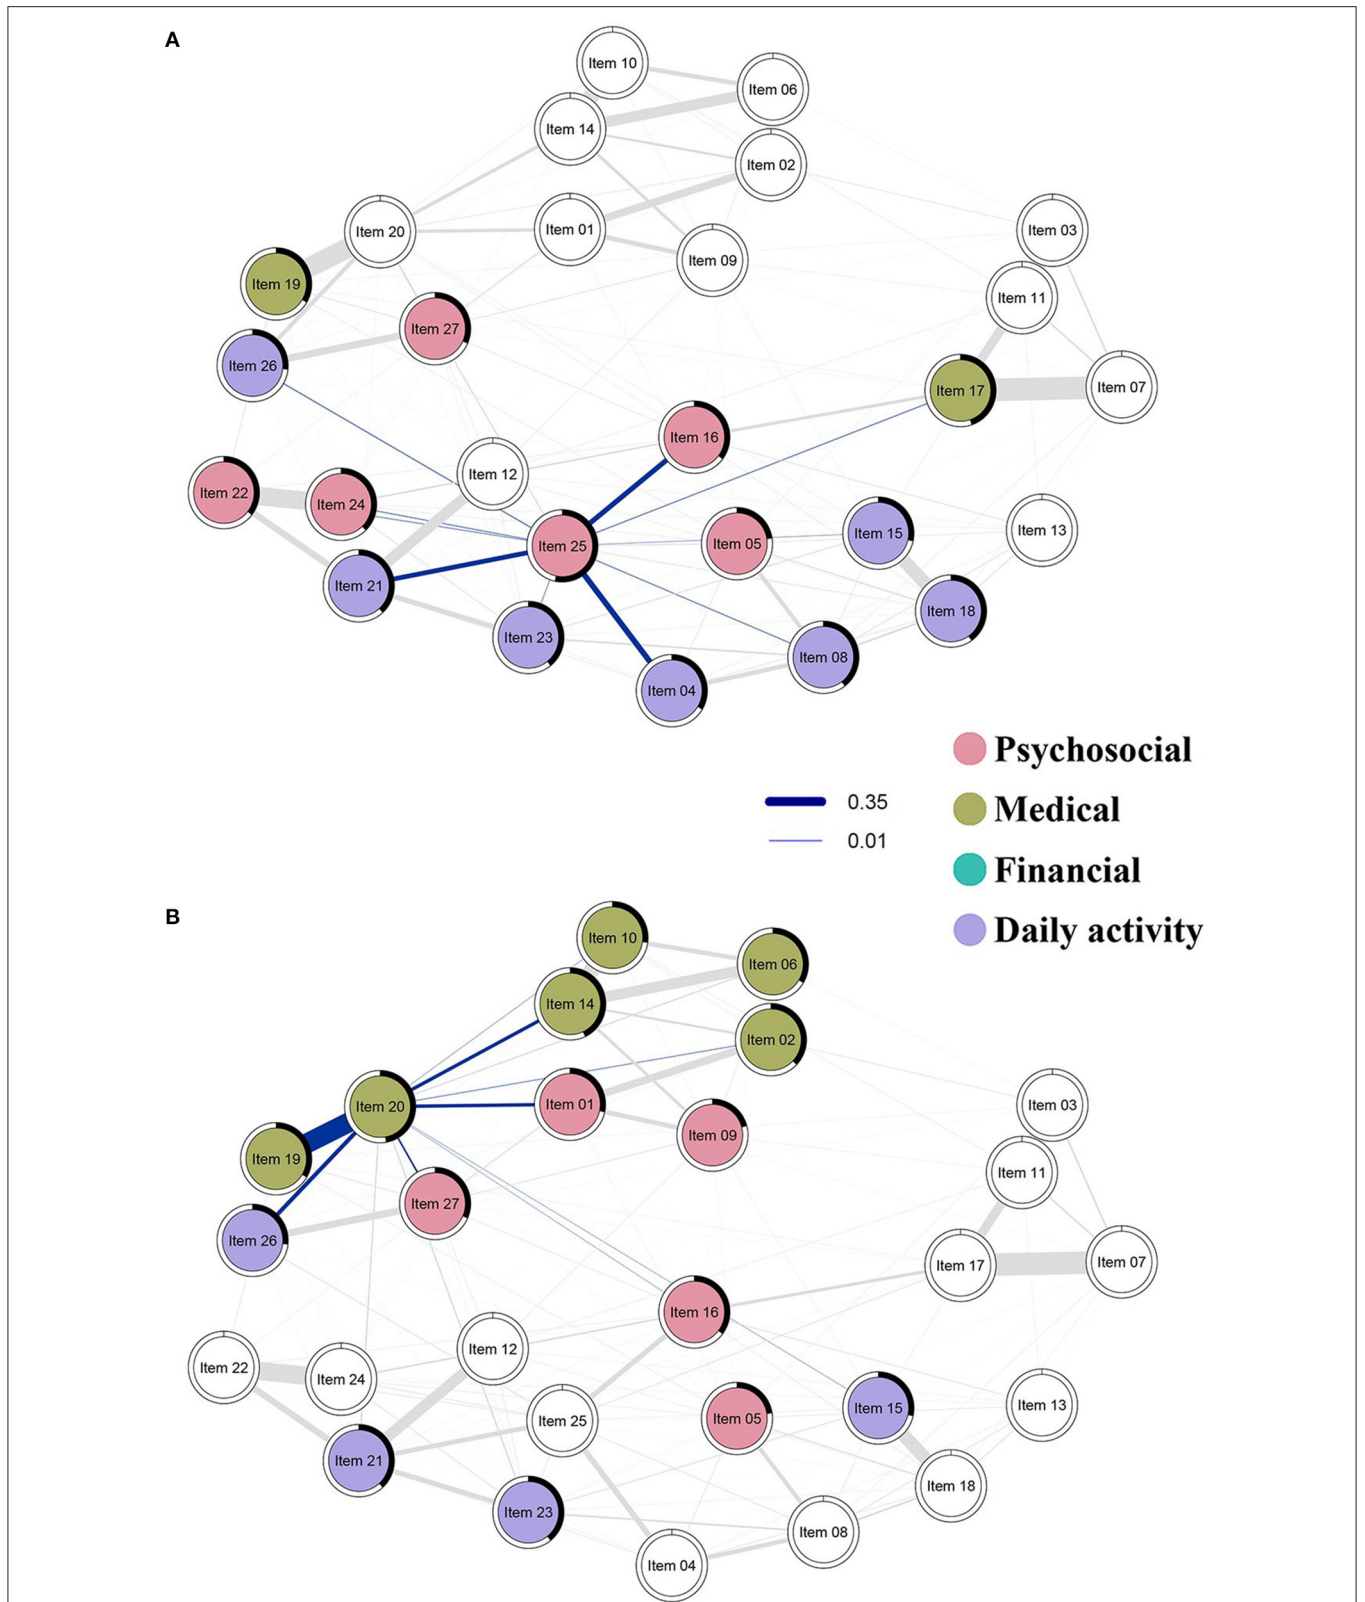 A
Item 10
Item 06
Item 14
Item 02
Item 01
Item 20
Item 03
Item 09
Item 19
Item 11
Item 27
Item 26
Item 07
Item 17
Item 16
Item 12
Item 22
Item 24
Item 13
Item 15
Item 05
Item 25
Item 21
Item 18
Item 23
Item 08
Item 04
Psychosocial
0.35
Medical
0.01
Financial
Daily activity
B
Item 10
Item 06
Item 14
Item 02
Item 01
Item 03
Item 20
Item 09
Item 19
Item 11
Item 27
Item 26
Item 07
Item 17
Item 16
Item 12
Item 22
Item 24
Item 13
Item 15
Item 05
Item 25
Item 21
Item 18
Item 23
Item 08
Item 04